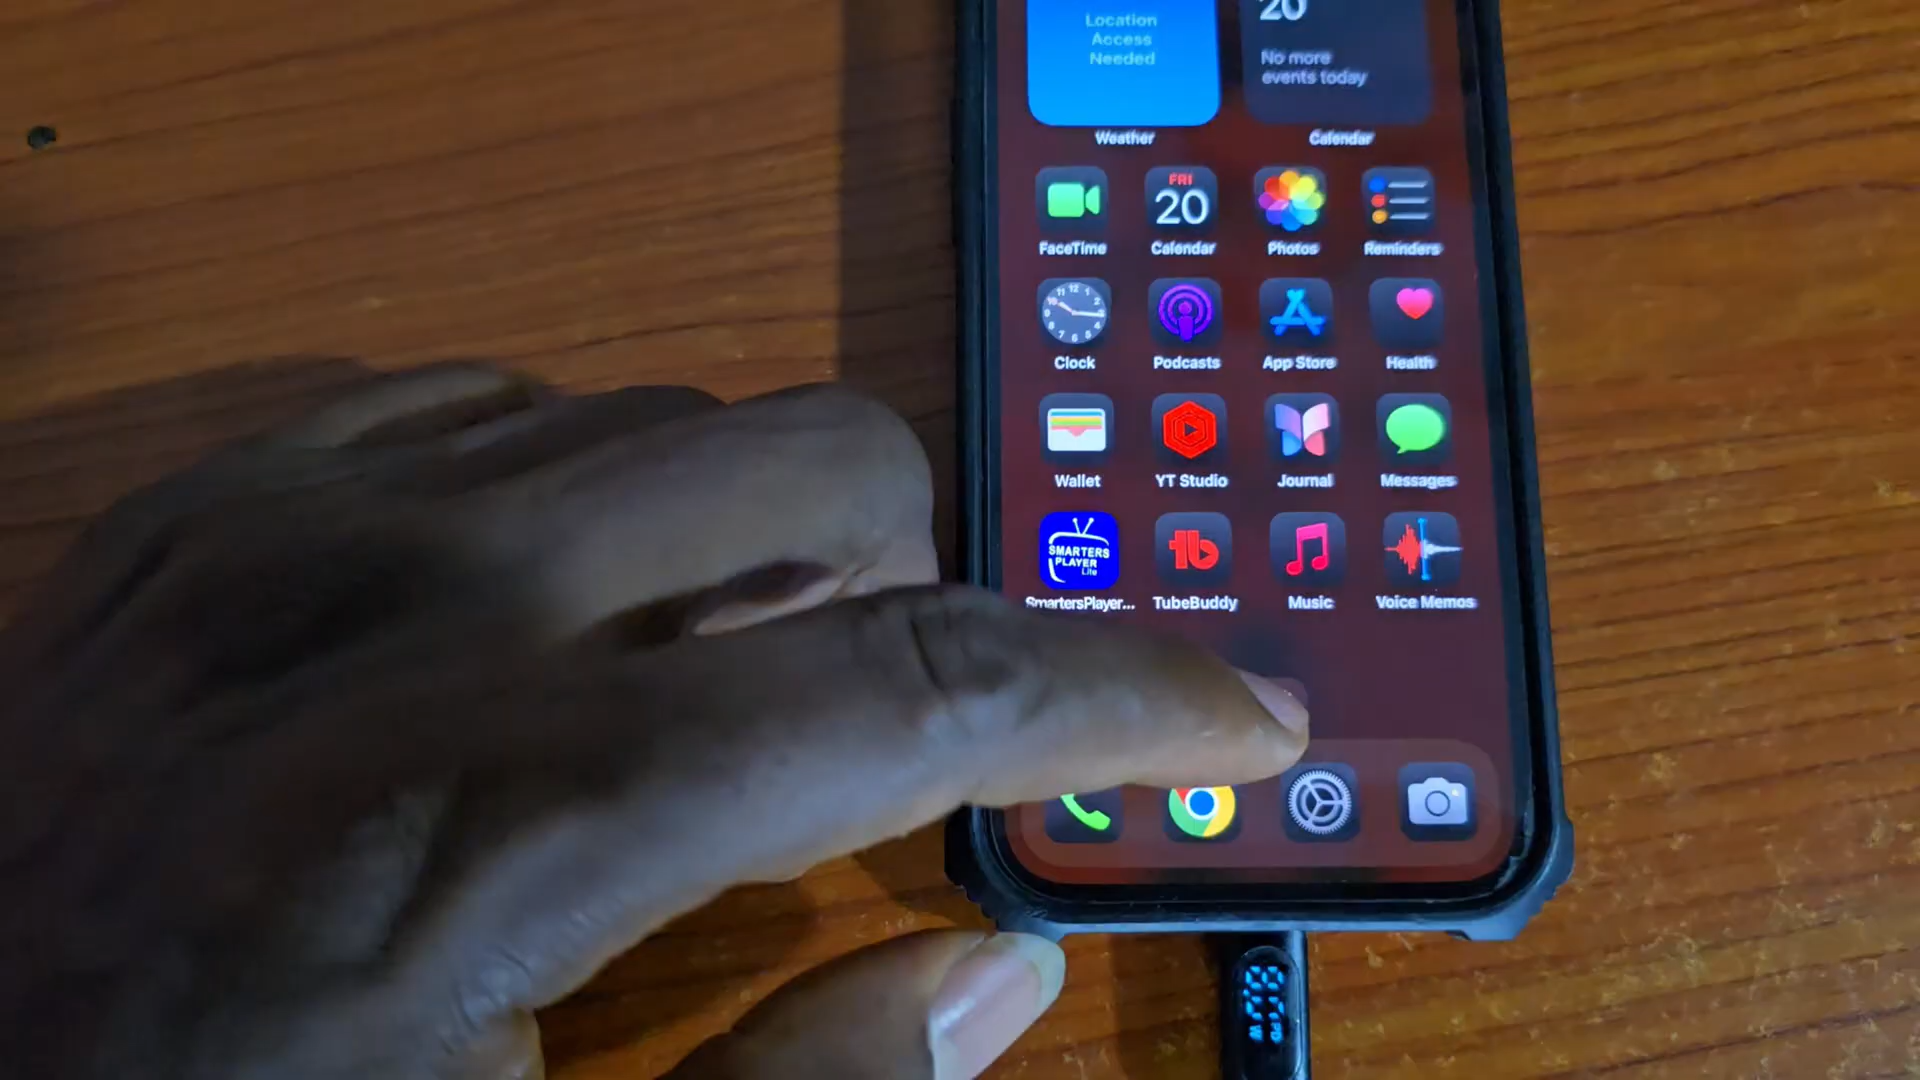 Location
Access
Needed
20
No more
events today
Weather
Calendar
FRI
20
FaceTime
Calendar
Photos
Reminders
Clock
Podcasts
App Store
Health
Wallet
YT Studio
Journal
Messages
SMARTERS
PLAYER
Lite
SmartersPlayer...
TubeBuddy
Music
Voice Memos
PD
W